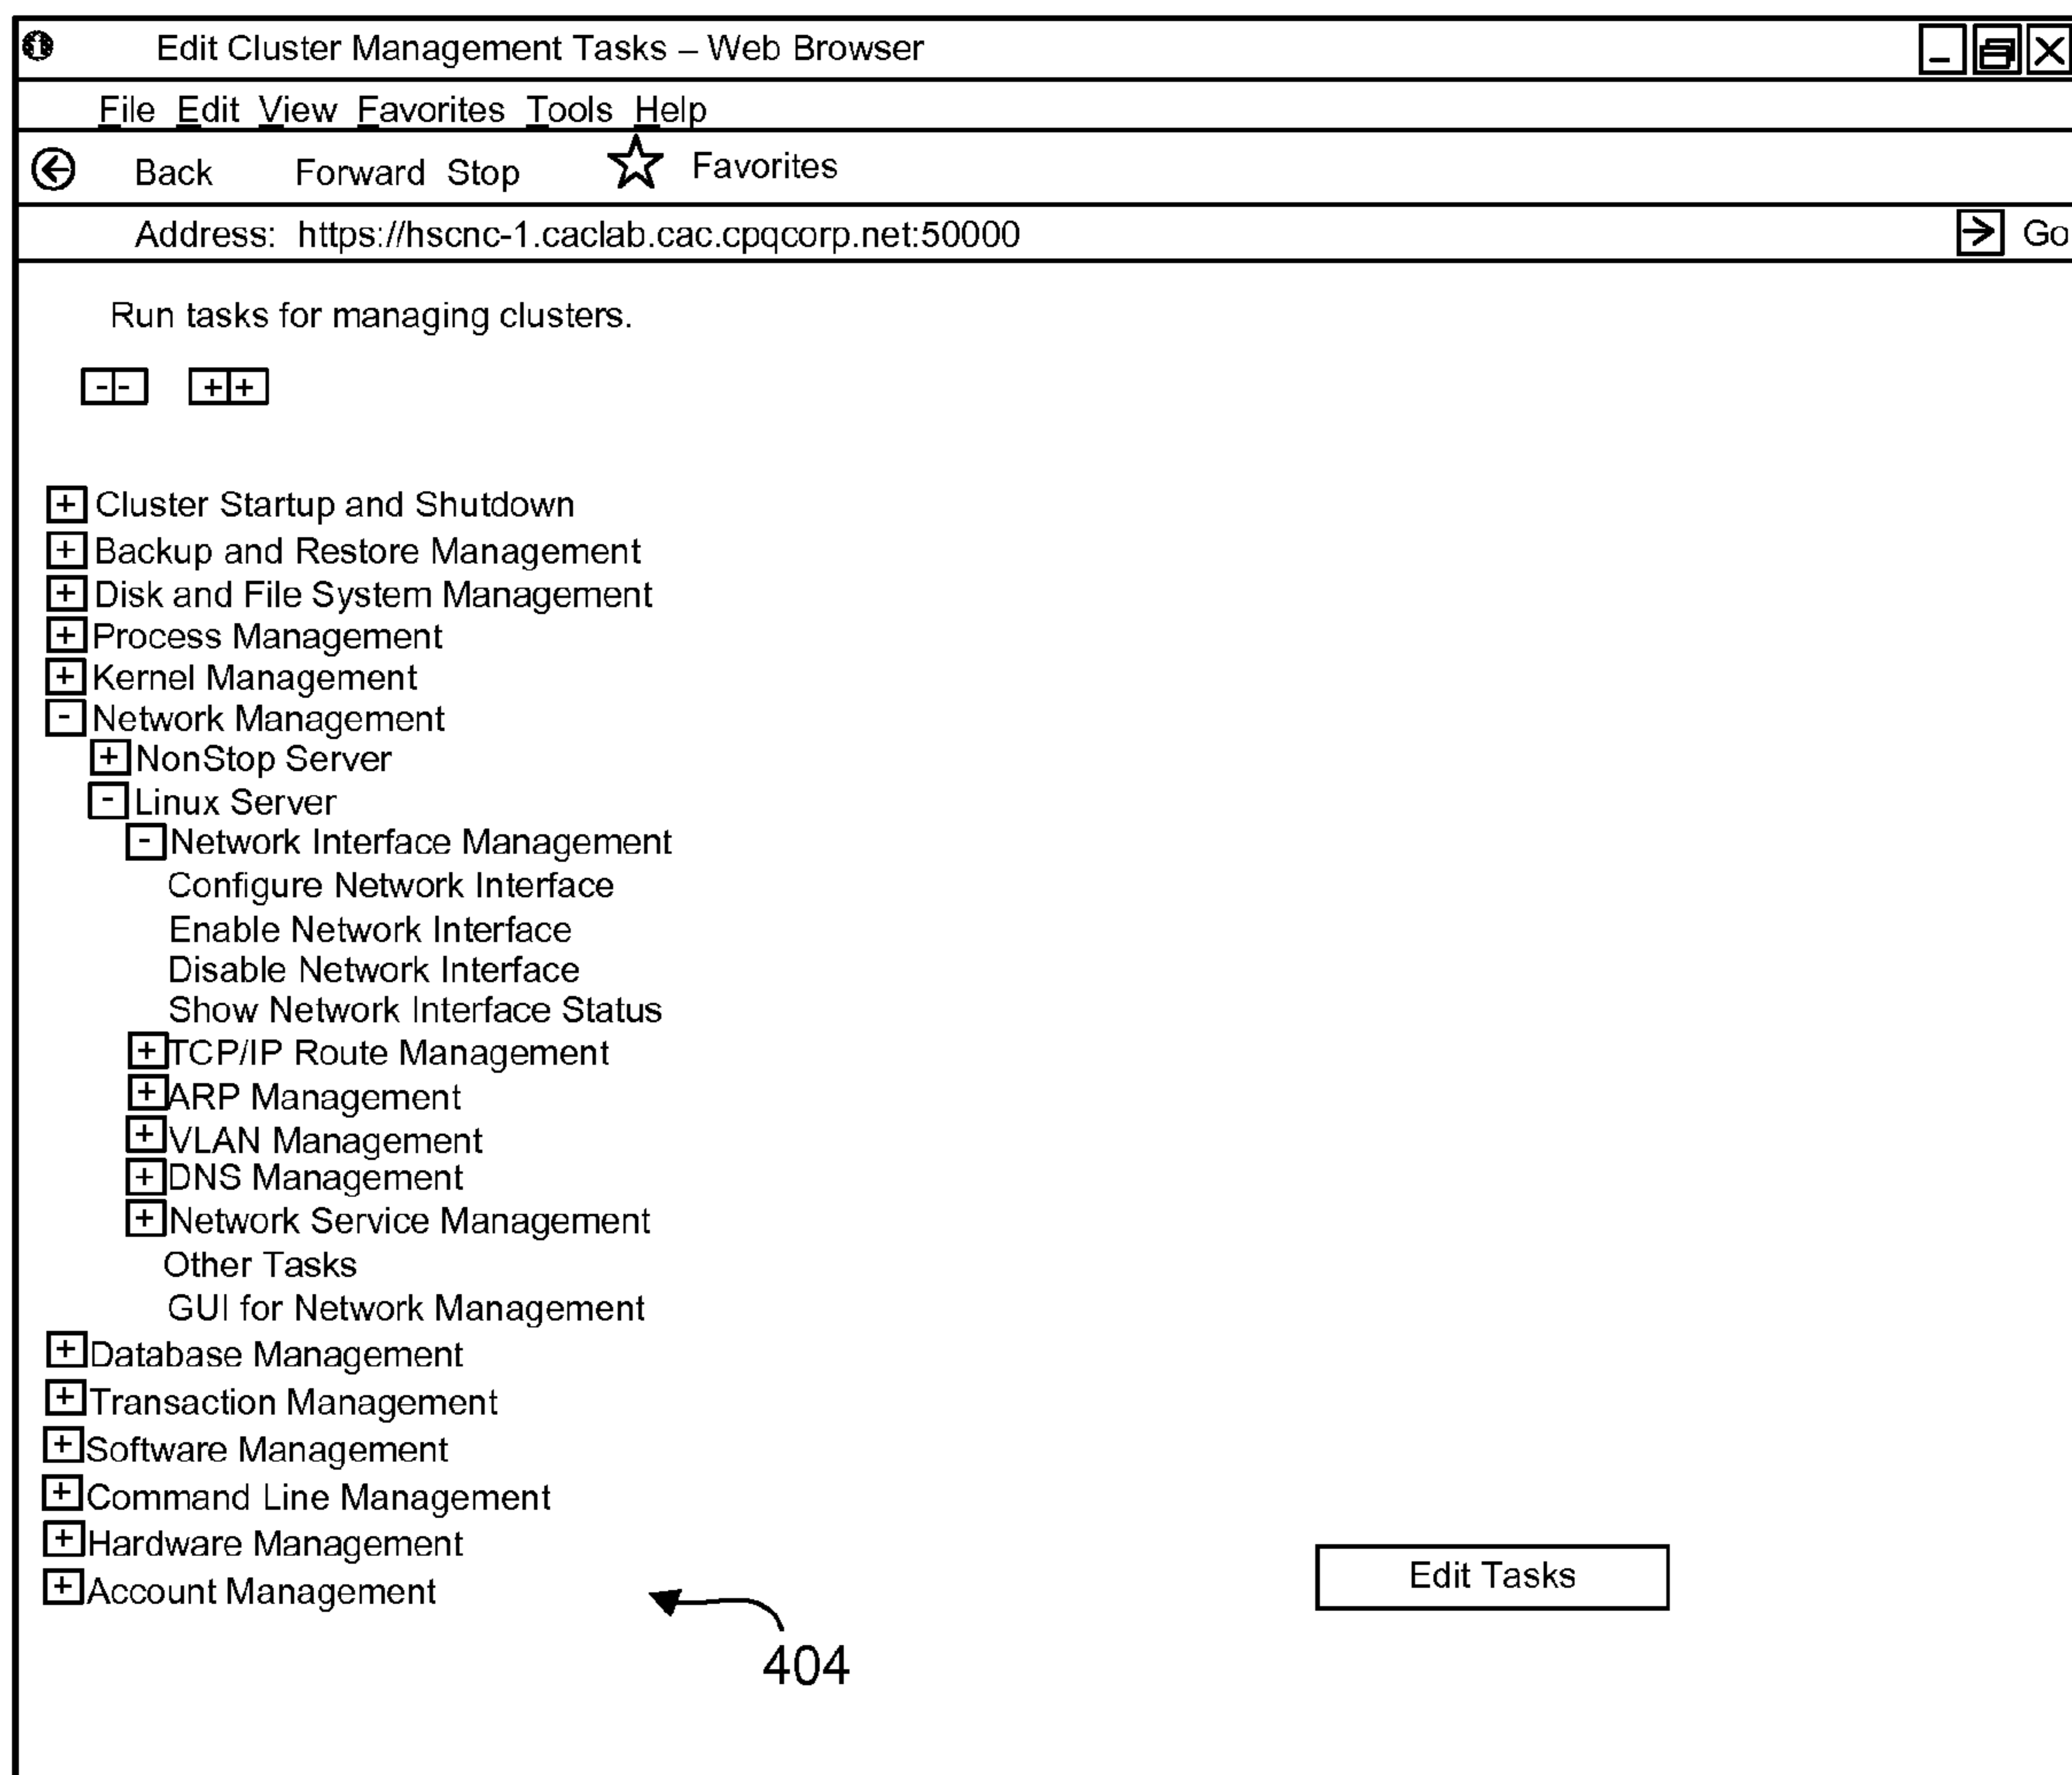 Edit Cluster Management Tasks – Web Browser
File Edit View Favorites Tools Help
Back Forward Stop Favorites
Address: https://hscnc-1.caclab.cac.cpqcorp.net:50000 Go
Run tasks for managing clusters.
-- ++
+ Cluster Startup and Shutdown
+ Backup and Restore Management
+ Disk and File System Management
+ Process Management
+ Kernel Management
- Network Management
+ NonStop Server
- Linux Server
- Network Interface Management
Configure Network Interface
Enable Network Interface
Disable Network Interface
Show Network Interface Status
+ TCP/IP Route Management
+ ARP Management
+ VLAN Management
+ DNS Management
+ Network Service Management
Other Tasks
GUI for Network Management
+ Database Management
+ Transaction Management
+ Software Management
+ Command Line Management
+ Hardware Management
+ Account Management
Edit Tasks
404